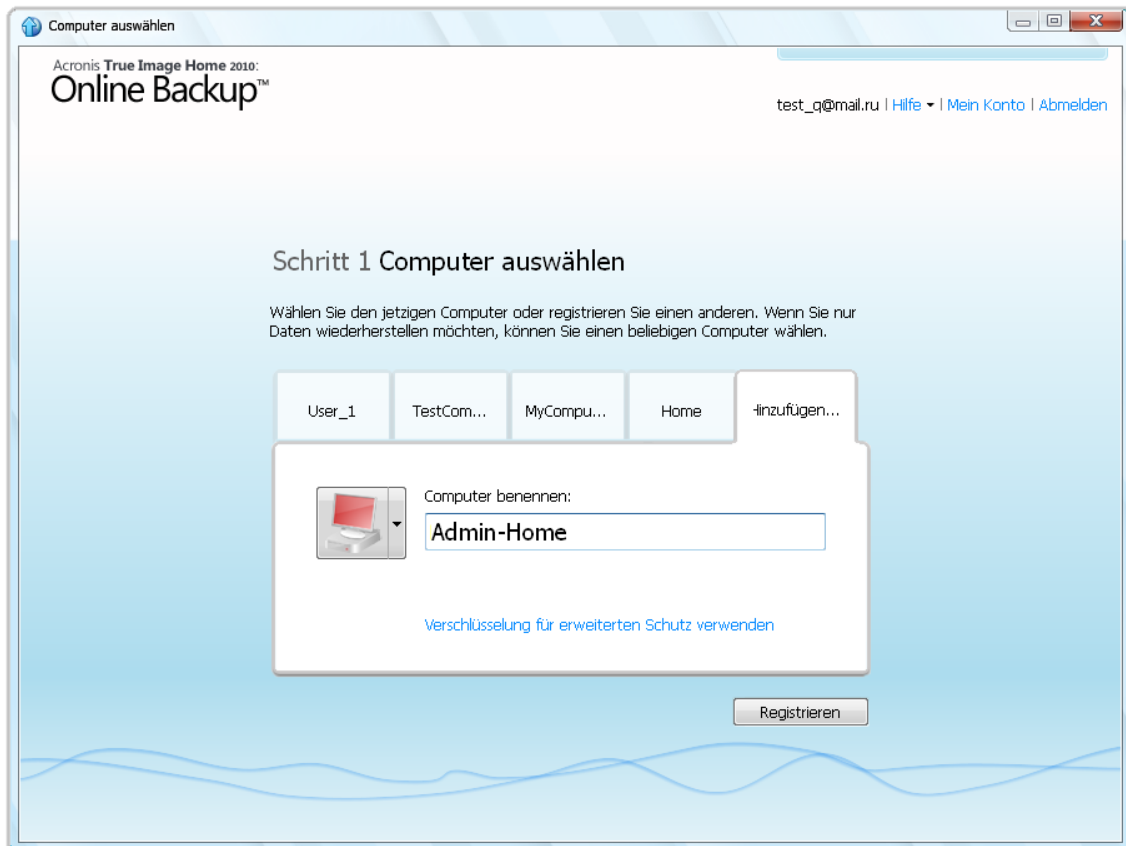 Computer auswählen
Acronis True Image Home 2010:
Online Backup™
test_q@mail.ru | Hilfe | Mein Konto | Abmelden
Schritt 1 Computer auswählen
Wählen Sie den jetzigen Computer oder registrieren Sie einen anderen. Wenn Sie nur
Daten wiederherstellen möchten, können Sie einen beliebigen Computer wählen.
User_1 TestCom... MyCompu... Home Hinzufügen...
Computer benennen:
Admin-Home
Verschlüsselung für erweiterten Schutz verwenden
Registrieren